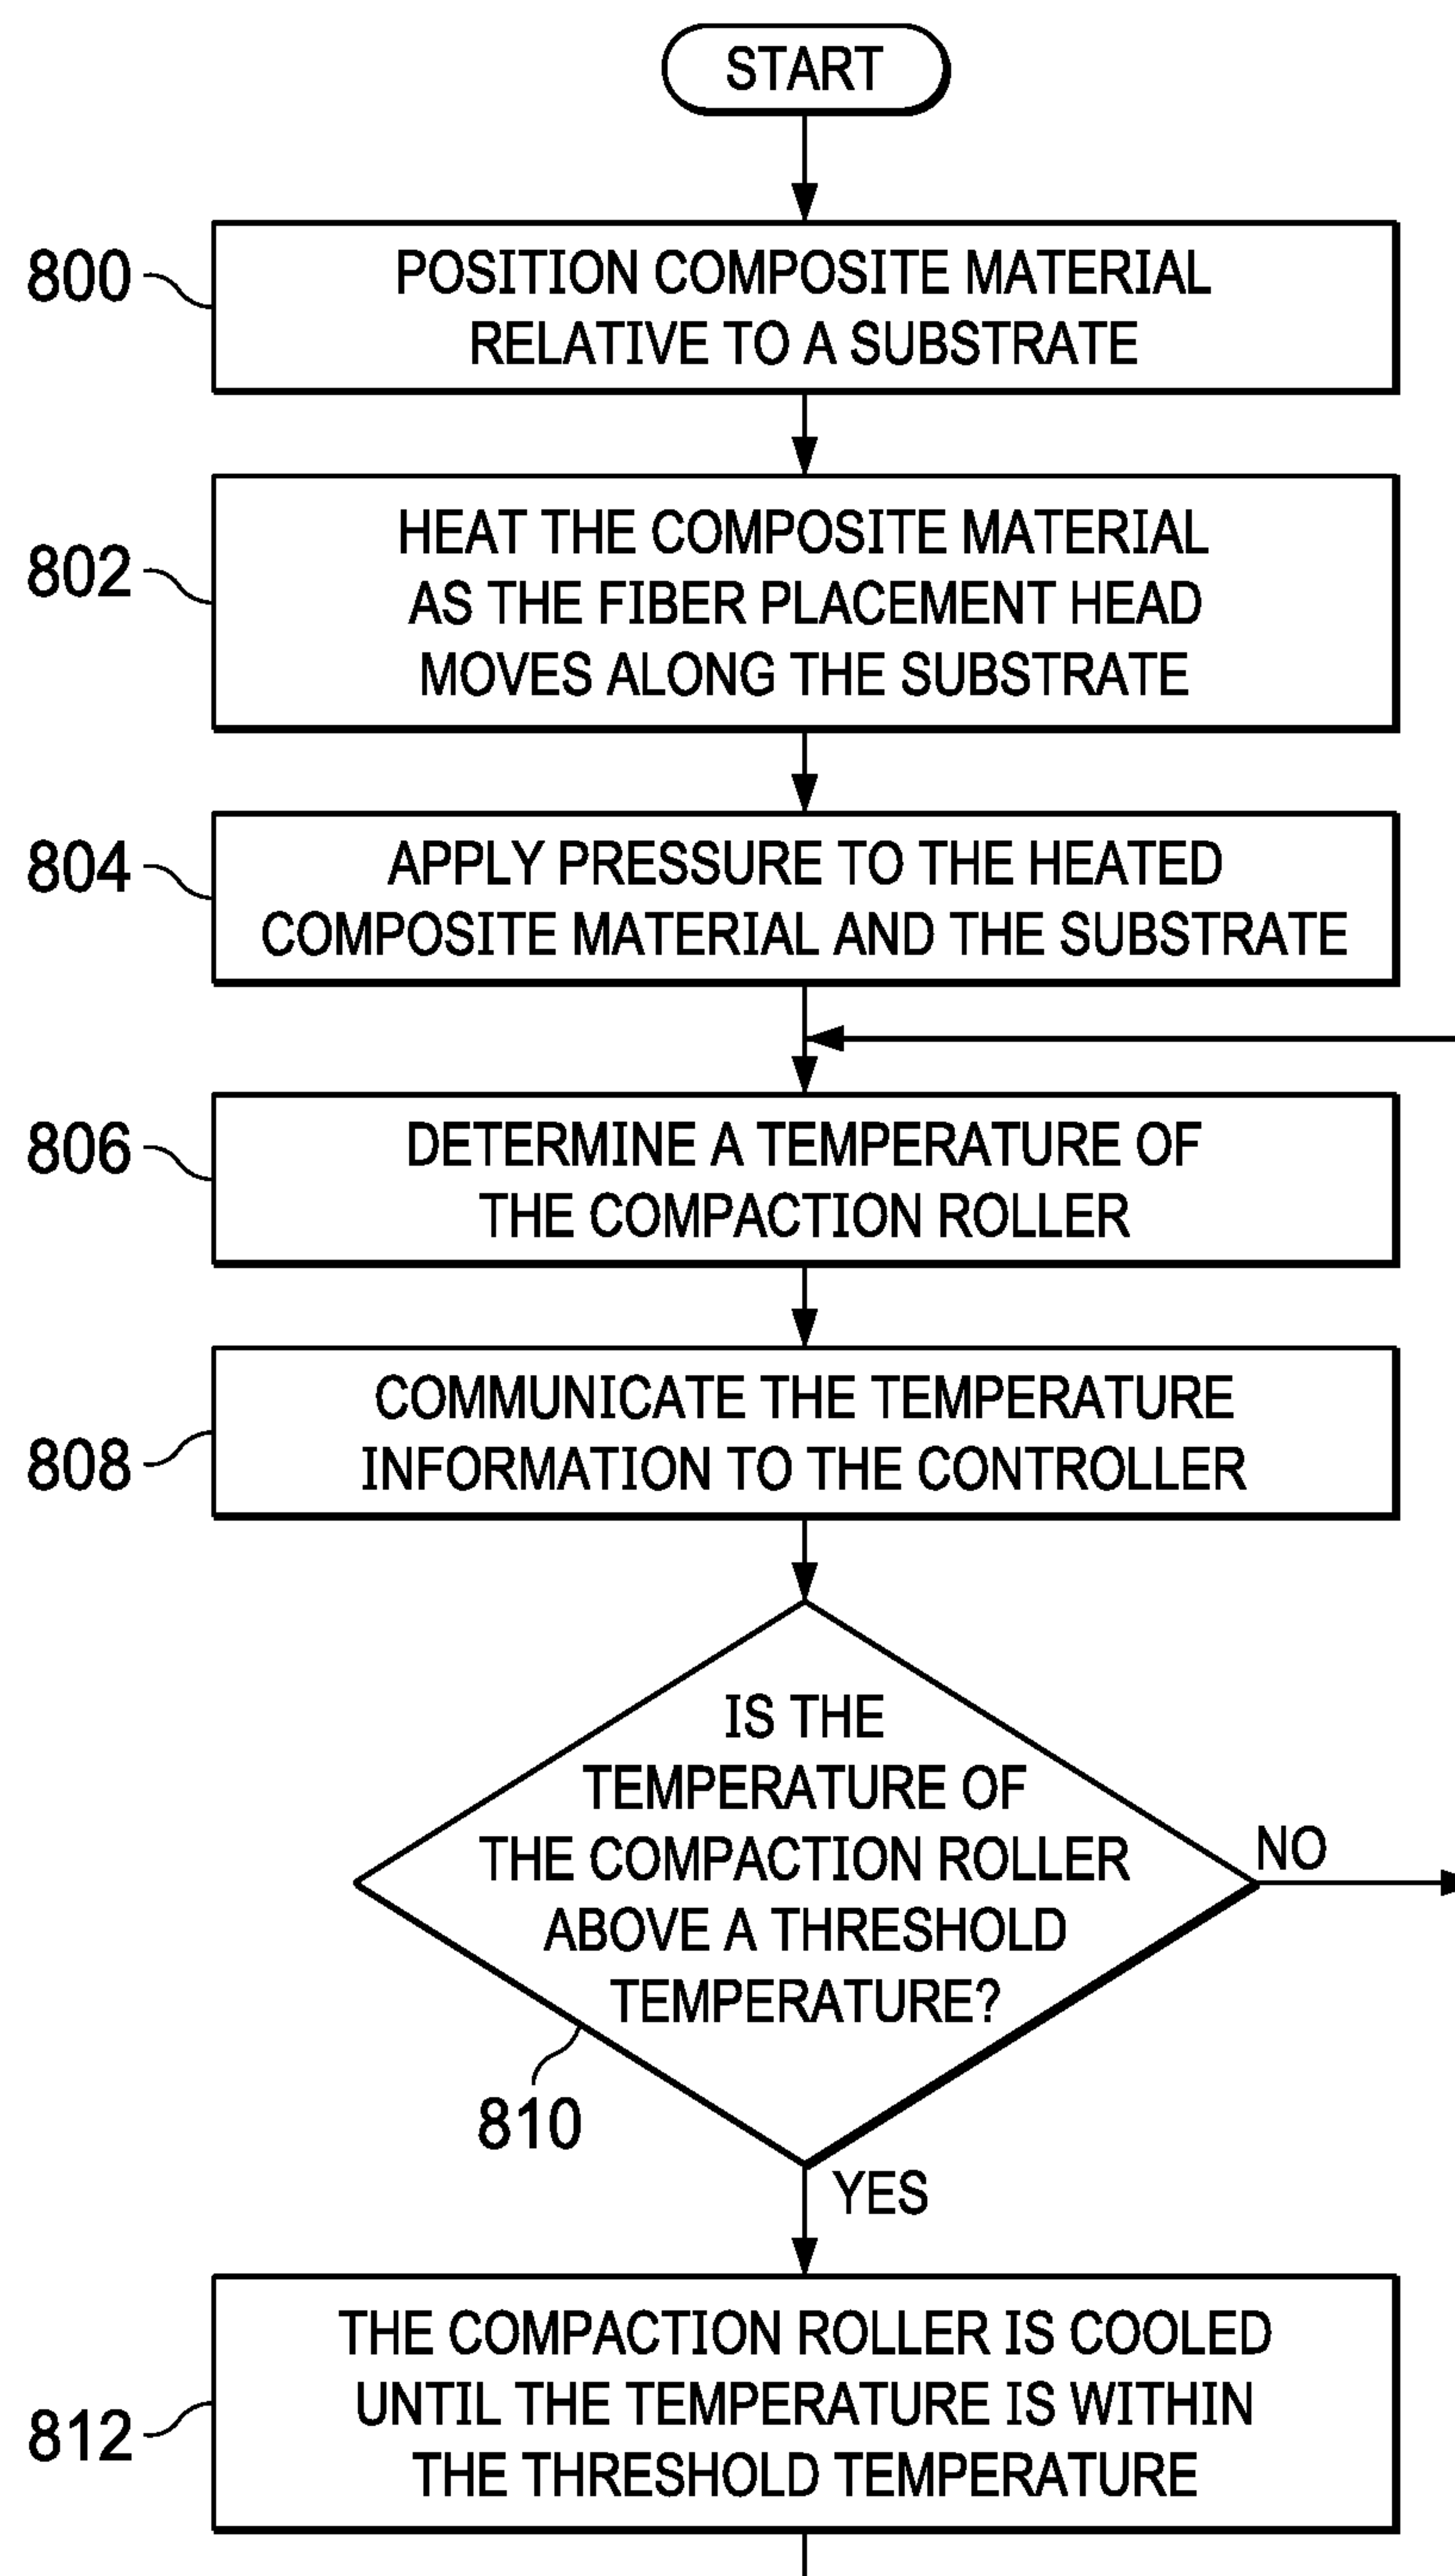 START
800
POSITION COMPOSITE MATERIAL
RELATIVE TO A SUBSTRATE
802
HEAT THE COMPOSITE MATERIAL
AS THE FIBER PLACEMENT HEAD
MOVES ALONG THE SUBSTRATE
804
APPLY PRESSURE TO THE HEATED
COMPOSITE MATERIAL AND THE SUBSTRATE
806
DETERMINE A TEMPERATURE OF
THE COMPACTION ROLLER
808
COMMUNICATE THE TEMPERATURE
INFORMATION TO THE CONTROLLER
IS THE
TEMPERATURE OF
THE COMPACTION ROLLER
ABOVE A THRESHOLD
TEMPERATURE?
NO
810
YES
812
THE COMPACTION ROLLER IS COOLED
UNTIL THE TEMPERATURE IS WITHIN
THE THRESHOLD TEMPERATURE